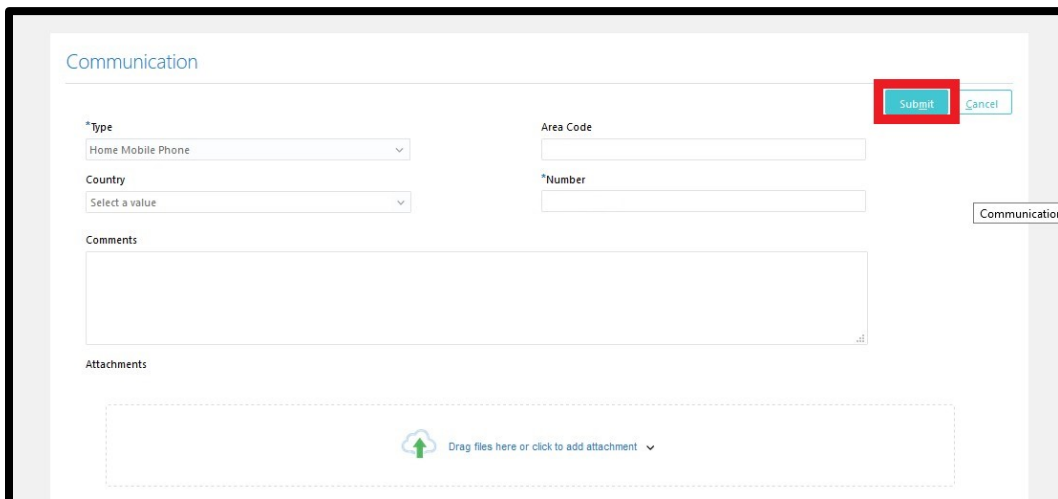 Communication
Submit Cancel
*Type Area Code
Home Mobile Phone
Country *Number
Select a value
Communication
Comments
Attachments
Drag files here or click to add attachment